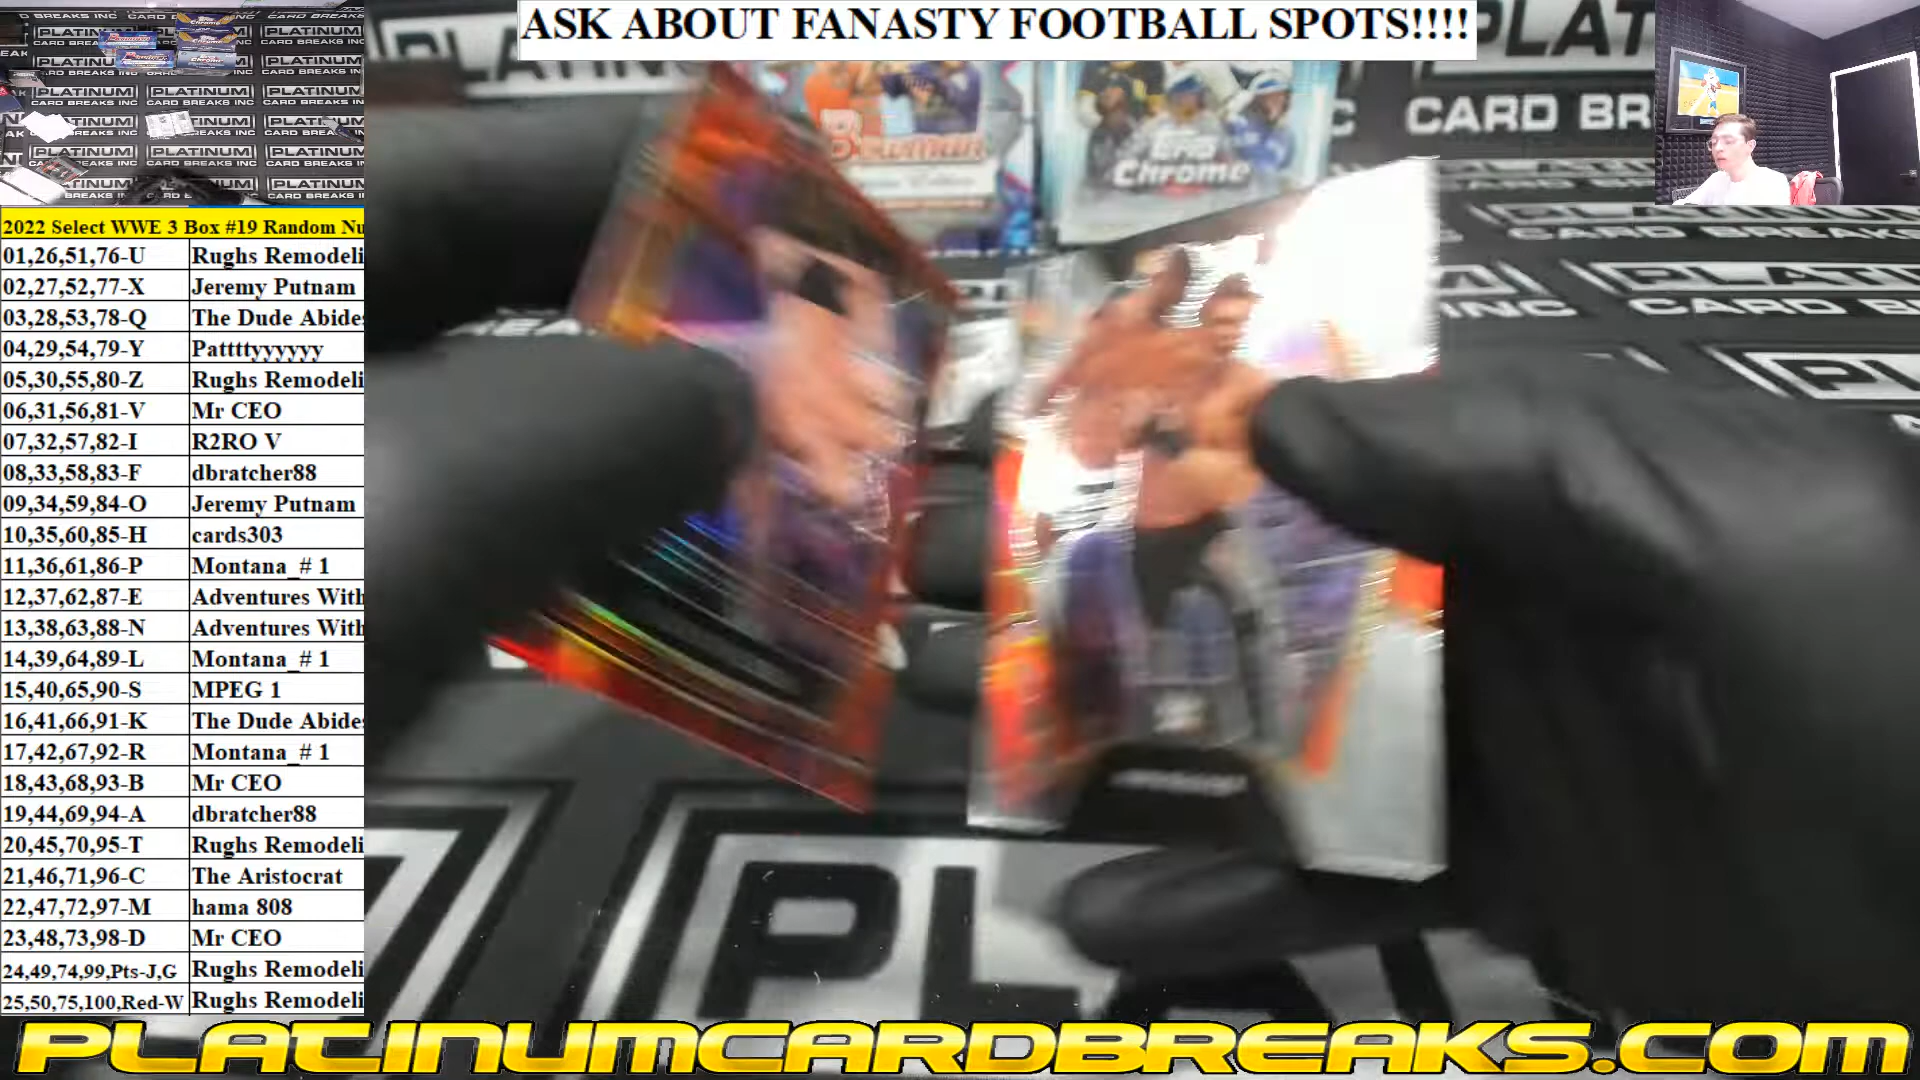 ASK ABOUT FANASTY FOOTBALL SPOTS!!!!
PLATINUM
CARD BREAKS INC
Bowman
Topps
Chrome
CARD BR
2022 Select WWE 3 Box #19 Random Nu
01,26,51,76-U Rughs Remodeli
02,27,52,77-X Jeremy Putnam
03,28,53,78-Q The Dude Abides
04,29,54,79-Y Pattttyyyyyy
05,30,55,80-Z Rughs Remodeli
06,31,56,81-V Mr CEO
07,32,57,82-I R2RO V
08,33,58,83-F dbratcher88
09,34,59,84-O Jeremy Putnam
10,35,60,85-H cards303
11,36,61,86-P Montana_# 1
12,37,62,87-E Adventures With
13,38,63,88-N Adventures With
14,39,64,89-L Montana_# 1
15,40,65,90-S MPEG 1
16,41,66,91-K The Dude Abides
17,42,67,92-R Montana_# 1
18,43,68,93-B Mr CEO
19,44,69,94-A dbratcher88
20,45,70,95-T Rughs Remodeli
21,46,71,96-C The Aristocrat
22,47,72,97-M hama 808
23,48,73,98-D Mr CEO
24,49,74,99,Pts-J,G Rughs Remodeli
25,50,75,100,Red-W Rughs Remodeli
PL
PLATINUMCARDBREAKS.COM